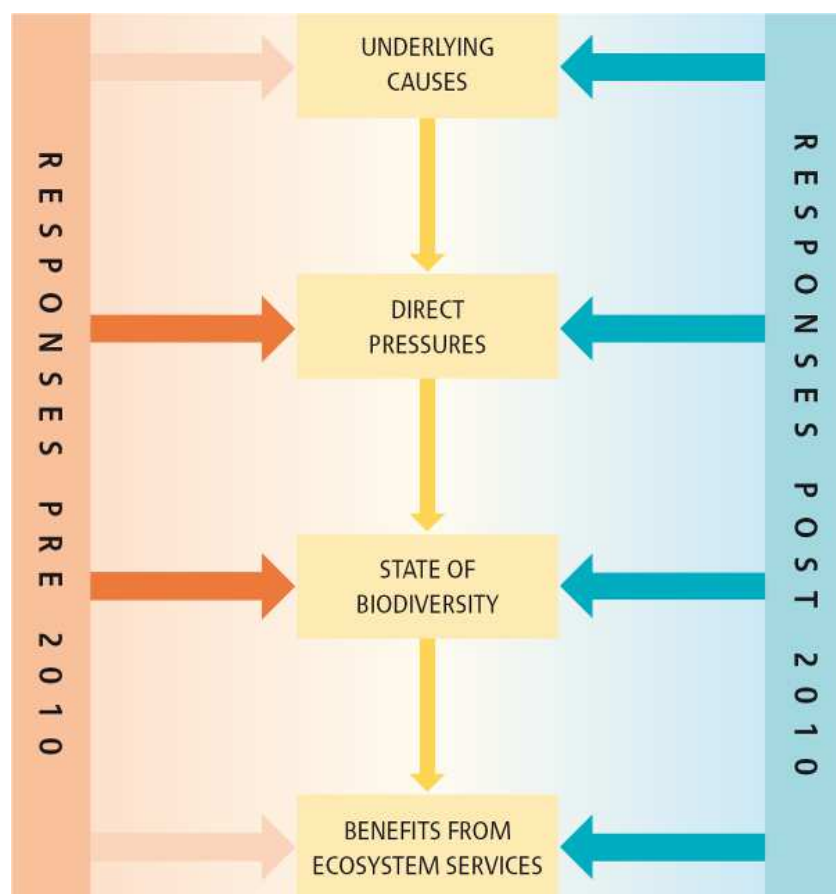 RESPONSES PRE 2010
UNDERLYING
CAUSES
DIRECT
PRESSURES
STATE OF
BIODIVERSITY
BENEFITS FROM
ECOSYSTEM SERVICES
RESPONSES POST 2010